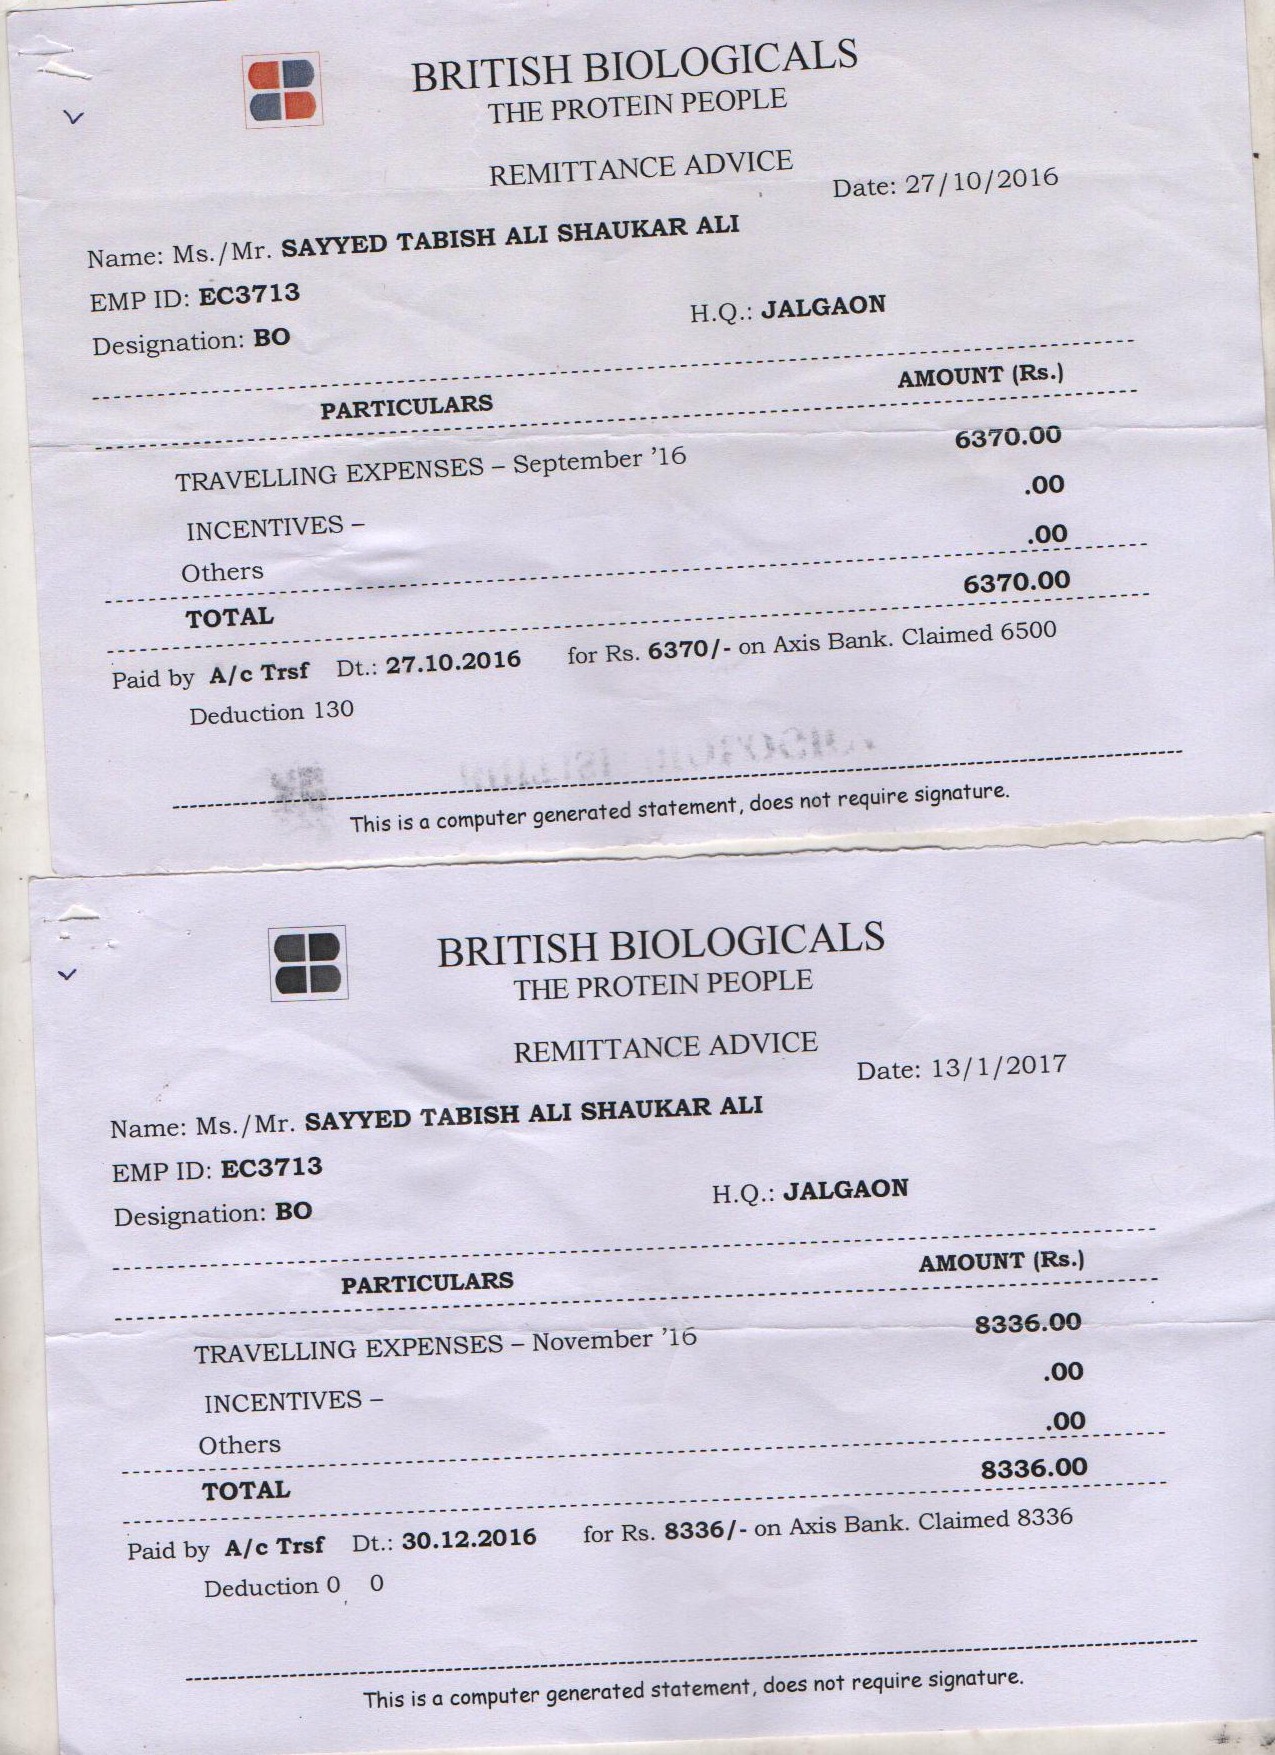 BRITISH BIOLOGICALS
THE PROTEIN PEOPLE
REMITTANCE ADVICE
Date: 27/10/2016
Name: Ms./Mr. SAYYED TABISH ALI SHAUKAR ALI
EMP ID: EC3713
H.Q.: JALGAON
Designation: BO
PARTICULARS AMOUNT (Rs.)
TRAVELLING EXPENSES – September '16 6370.00
INCENTIVES – .00
Others .00
TOTAL 6370.00
Paid by A/c Trsf Dt.: 27.10.2016 for Rs. 6370/- on Axis Bank. Claimed 6500
Deduction 130
This is a computer generated statement, does not require signature.
BRITISH BIOLOGICALS
THE PROTEIN PEOPLE
REMITTANCE ADVICE
Date: 13/1/2017
Name: Ms./Mr. SAYYED TABISH ALI SHAUKAR ALI
EMP ID: EC3713
H.Q.: JALGAON
Designation: BO
PARTICULARS AMOUNT (Rs.)
TRAVELLING EXPENSES – November '16 8336.00
INCENTIVES – .00
Others .00
TOTAL 8336.00
Paid by A/c Trsf Dt.: 30.12.2016 for Rs. 8336/- on Axis Bank. Claimed 8336
Deduction 0 0
This is a computer generated statement, does not require signature.